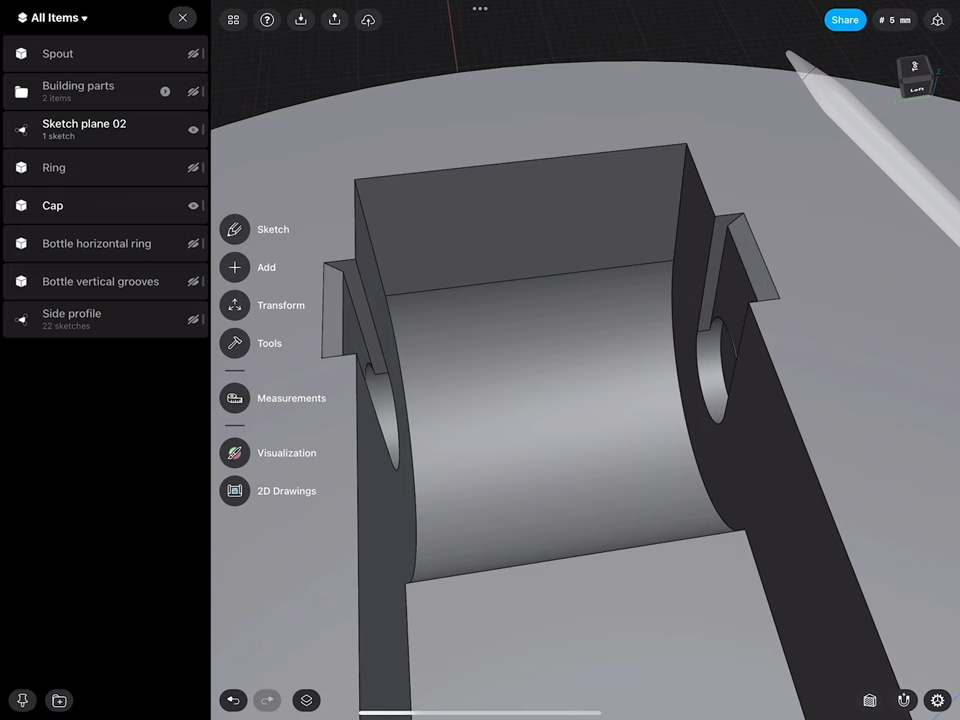 All Items
Spout
Building parts
2 items
Sketch plane 02
1 sketch
Ring
Cap
Bottle horizontal ring
Bottle vertical grooves
Side profile
22 sketches
Sketch
Add
Transform
Tools
Measurements
Visualization
2D Drawings
Share
# 5 mm
Top
Left
Z